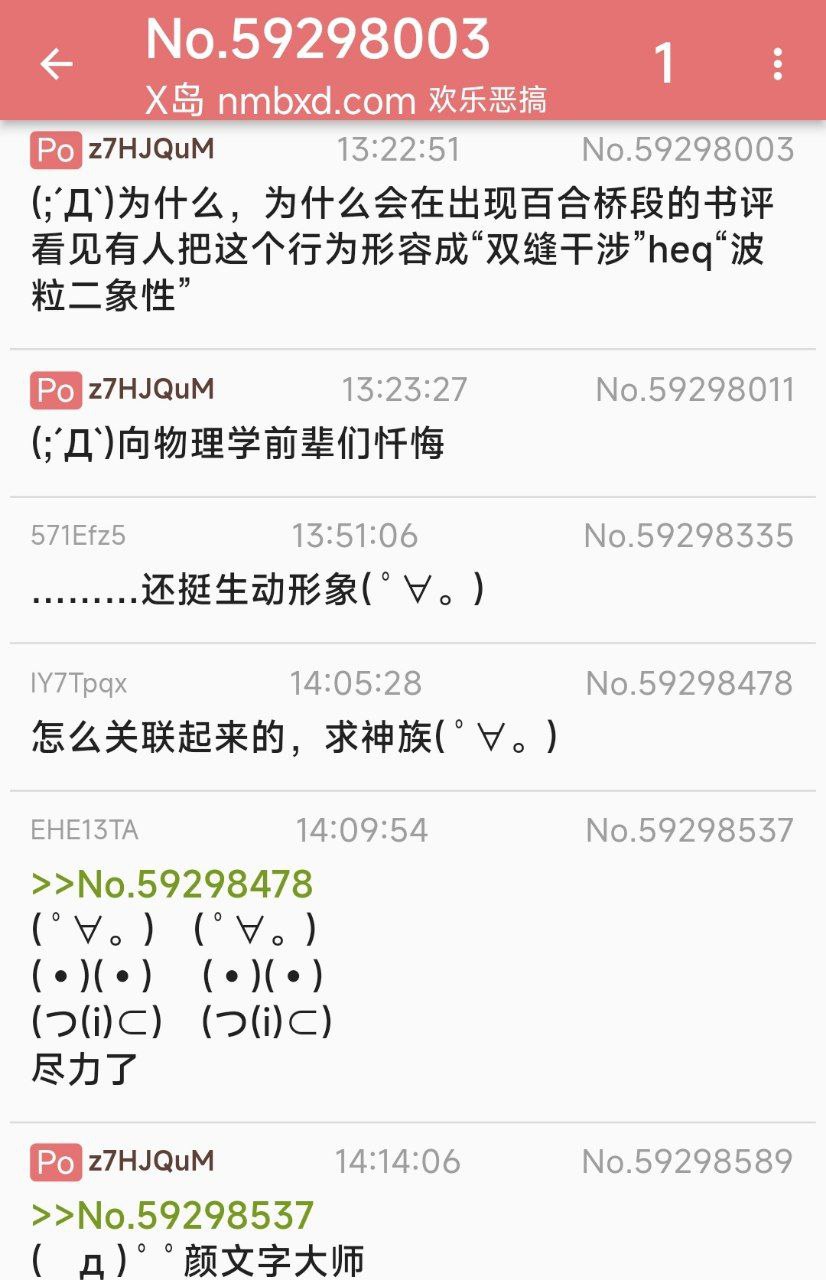 No.59298003
1
X岛 nmbxd.com 欢乐恶搞
Po z7HJQuM 13:22:51 No.59298003
(;´Д`)为什么，为什么会在出现百合桥段的书评
看见有人把这个行为形容成“双缝干涉”heq“波
粒二象性”
Po z7HJQuM 13:23:27 No.59298011
(;´Д`)向物理学前辈们忏悔
571Efz5 13:51:06 No.59298335
.........还挺生动形象(ﾟ∀。)
IY7Tpqx 14:05:28 No.59298478
怎么关联起来的，求神族(ﾟ∀。)
EHE13TA 14:09:54 No.59298537
>>No.59298478
(ﾟ∀。) (ﾟ∀。)
(•)(•) (•)(•)
(つ(i)⊂) (つ(i)⊂)
尽力了
Po z7HJQuM 14:14:06 No.59298589
>>No.59298537
( д)ﾟﾟ颜文字大师